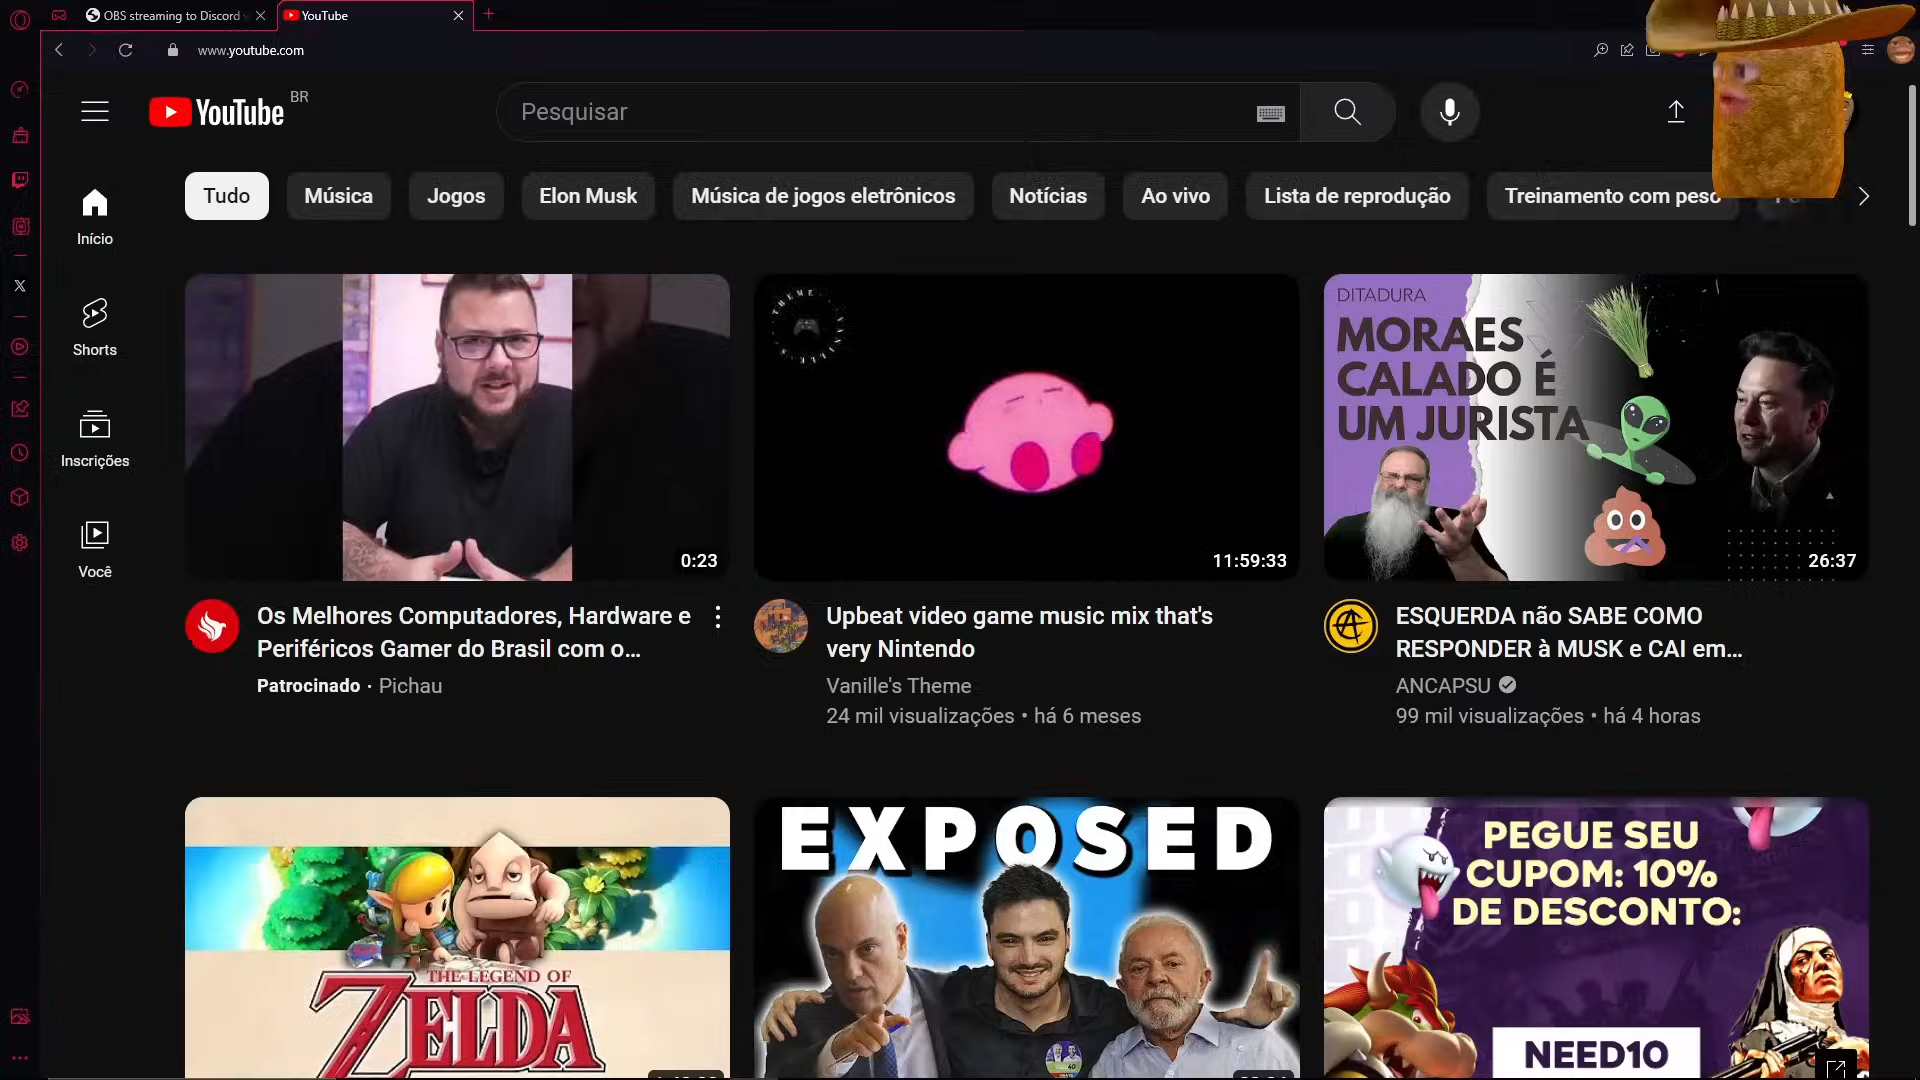 OBS streaming to Discord
YouTube
www.youtube.com
YouTube BR
Pesquisar
Tudo
Música
Jogos
Elon Musk
Música de jogos eletrônicos
Notícias
Ao vivo
Lista de reprodução
Treinamento com peso
Início
Shorts
Inscrições
Você
0:23
THEME
11:59:33
DITADURA
MORAES
CALADO É
UM JURISTA
26:37
Os Melhores Computadores, Hardware e
Periféricos Gamer do Brasil com o...
Patrocinado · Pichau
Upbeat video game music mix that's
very Nintendo
Vanille's Theme
24 mil visualizações • há 6 meses
ESQUERDA não SABE COMO
RESPONDER à MUSK e CAI em...
ANCAPSU
99 mil visualizações • há 4 horas
THE LEGEND OF
ZELDA
EXPOSED
40
PEGUE SEU
CUPOM: 10%
DE DESCONTO:
NEED10